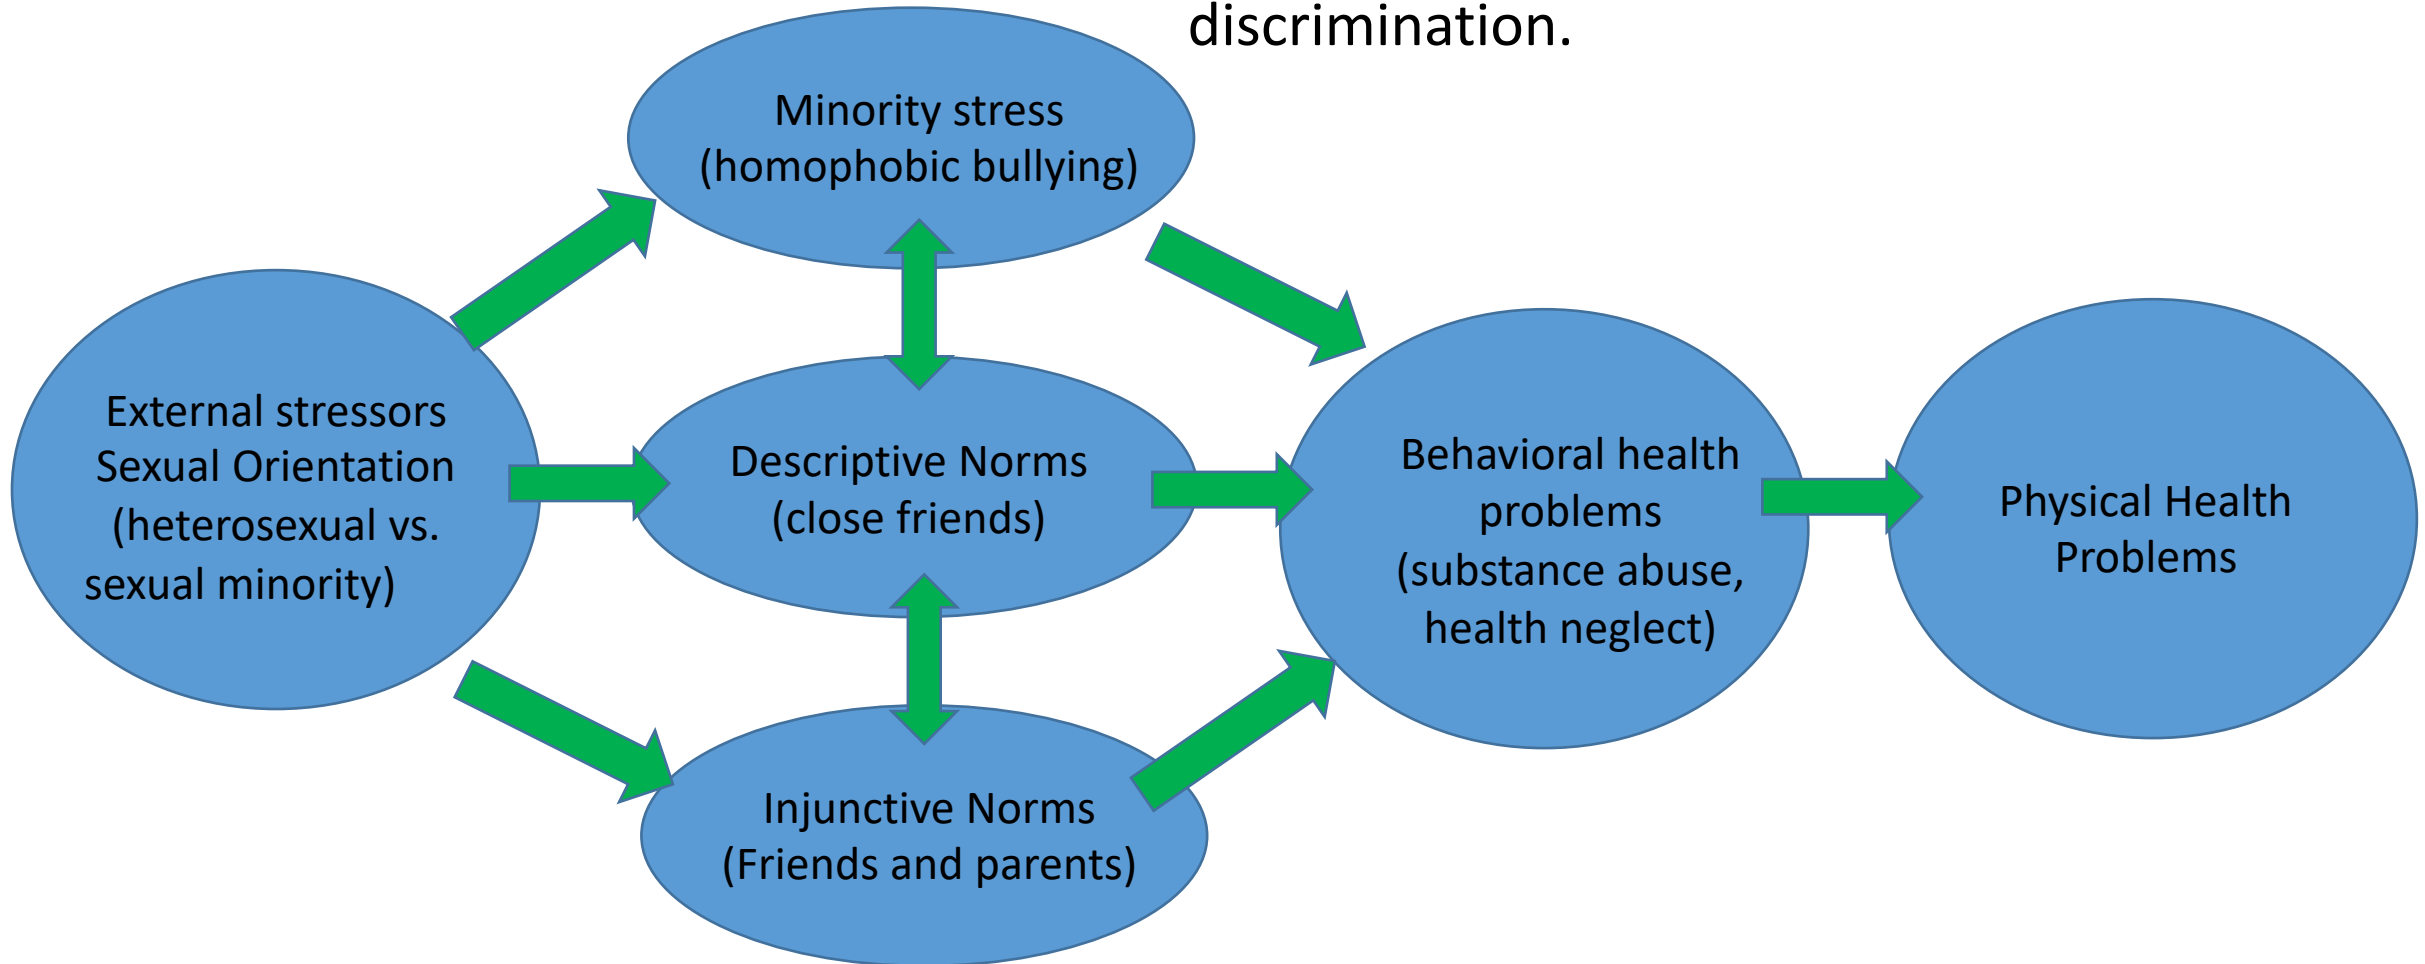 discrimination.
Minority stress
(homophobic bullying)
External stressors
Sexual Orientation
(heterosexual vs.
sexual minority)
Descriptive Norms
(close friends)
Injunctive Norms
(Friends and parents)
Behavioral health
problems
(substance abuse,
health neglect)
Physical Health
Problems